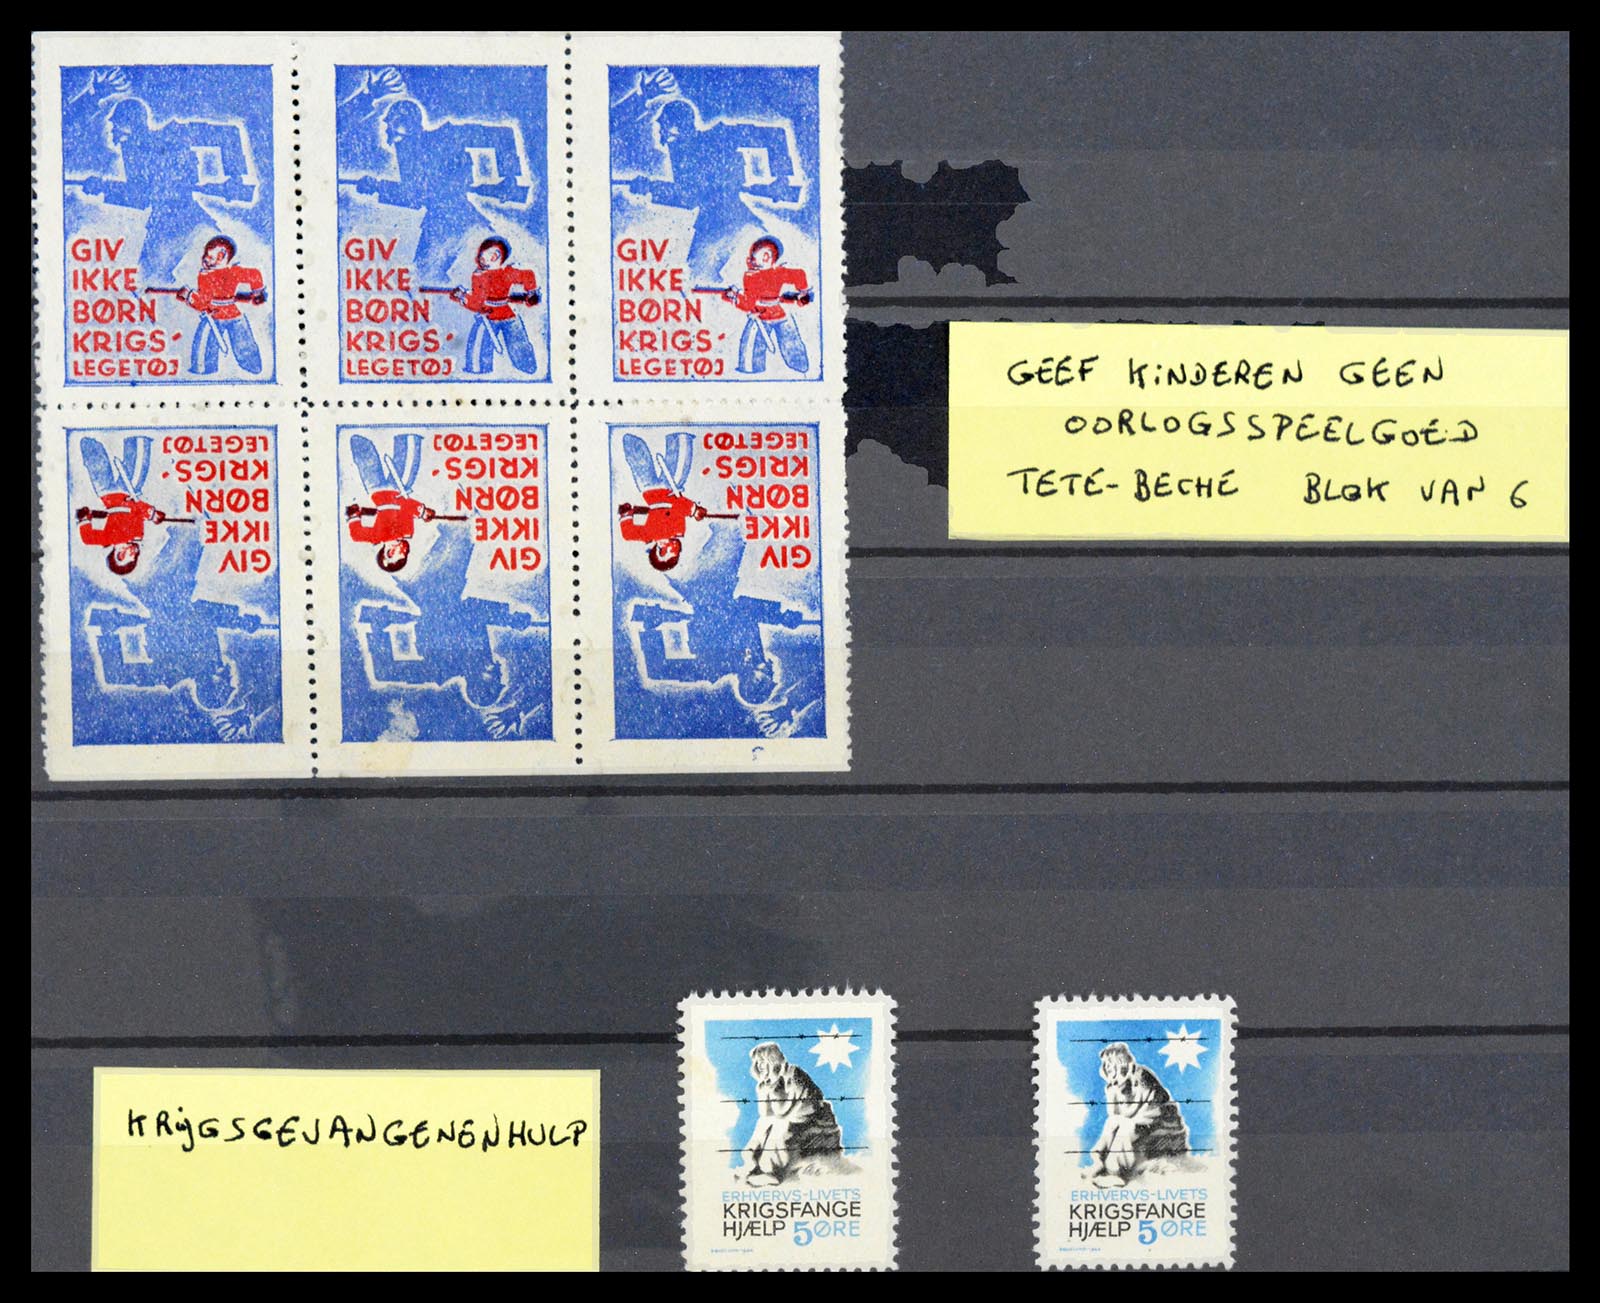 GIV
IKKE
BØRN
KRIGS-
LEGETØJ
GIV
IKKE
BØRN
KRIGS-
LEGETØJ
GIV
IKKE
BØRN
KRIGS-
LEGETØJ
GIV
IKKE
BØRN
KRIGS-
LEGETØJ
GIV
IKKE
BØRN
KRIGS-
LEGETØJ
GIV
IKKE
BØRN
KRIGS-
LEGETØJ
GEEF KINDEREN GEEN
OORLOGSSPEELGOED
TETÉ-BECHÉ BLOK VAN 6
KRIJGSGEVANGENENHULP
ERHVERVS-LIVETS
KRIGSFANGE
HJÆLP 5 ØRE
ERHVERVS-LIVETS
KRIGSFANGE
HJÆLP 5 ØRE